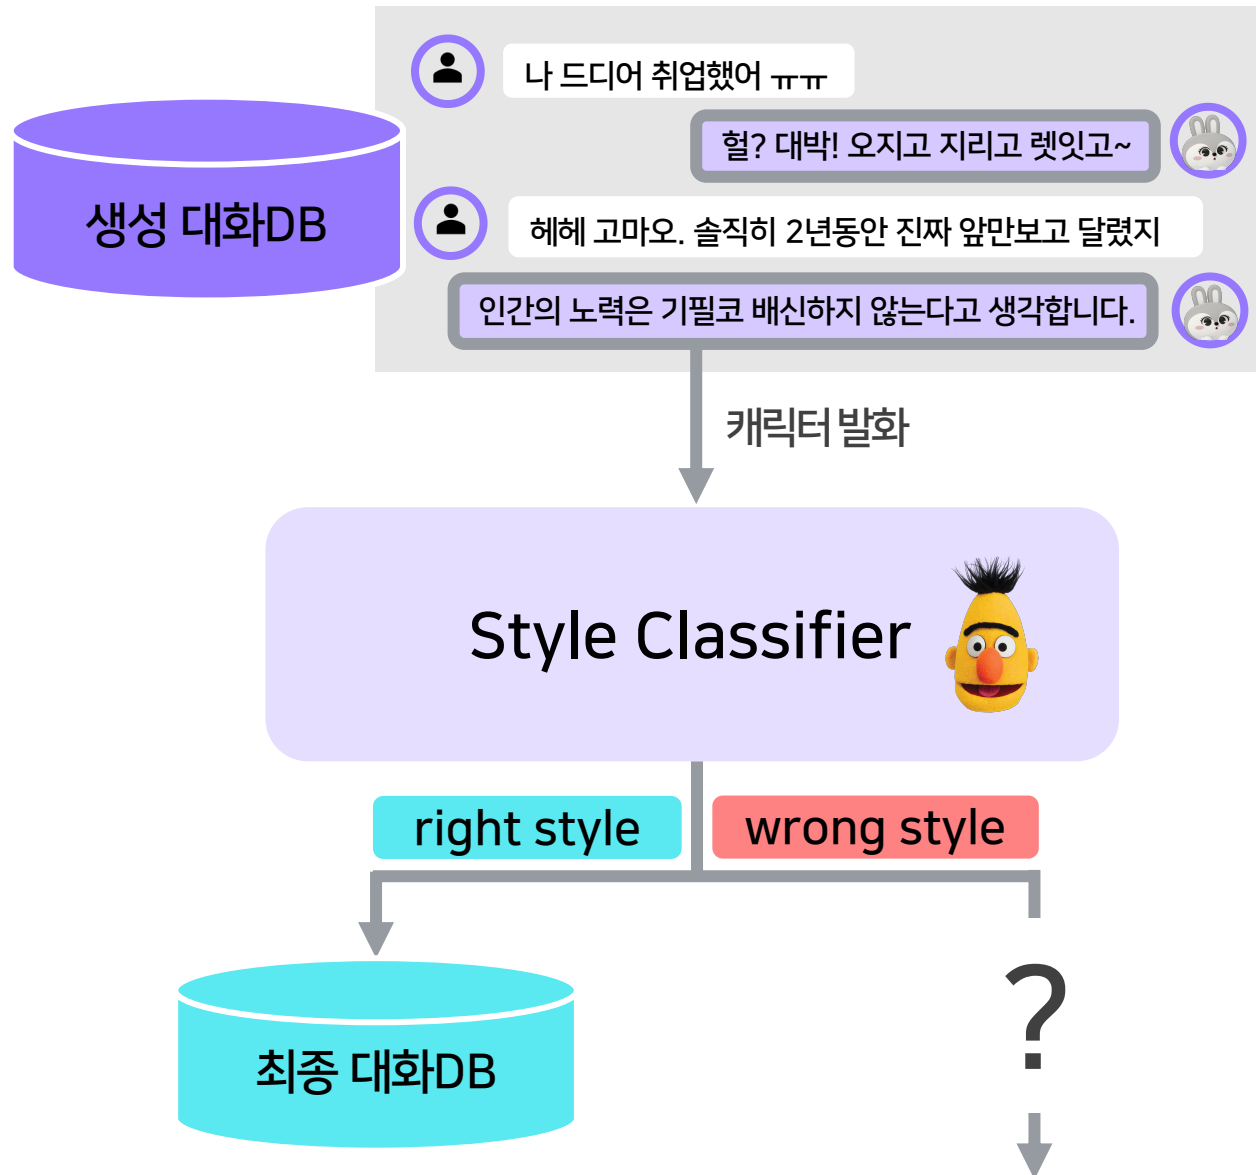 나 드디어 취업했어 ㅠㅠ
헐? 대박! 오지고 지리고 렛잇고~
생성 대화DB
헤헤 고마오. 솔직히 2년동안 진짜 앞만보고 달렸지
인간의 노력은 기필코 배신하지 않는다고 생각합니다.
캐릭터 발화
Style Classifier
right style
wrong style
?
최종 대화DB